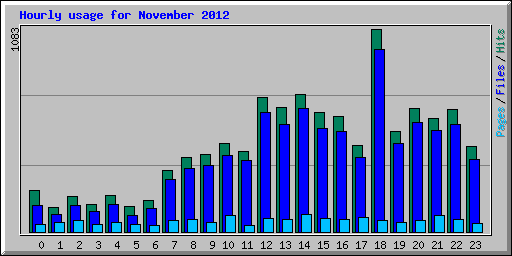 Hourly usage for November 2012
1083
Pages / Files / Hits
0 1 2 3 4 5 6 7 8 9 10 11 12 13 14 15 16 17 18 19 20 21 22 23